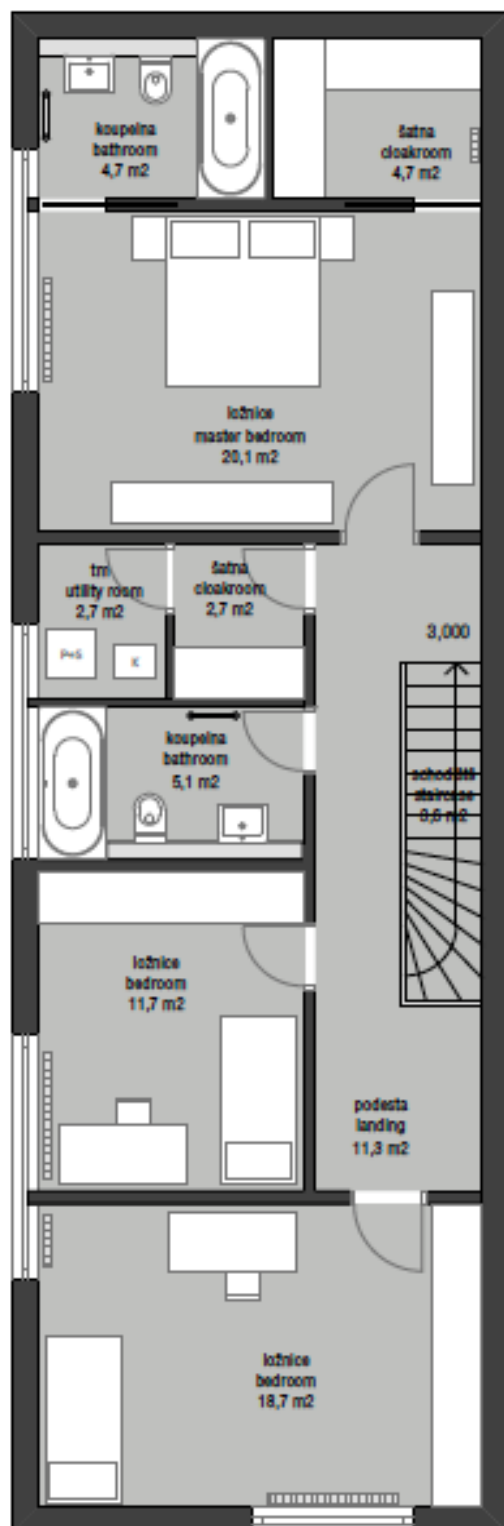 koupelna
bathroom
4,7 m2
šatna
cloakroom
4,7 m2
ložnice
master bedroom
20,1 m2
tm
utility room
2,7 m2
šatna
cloakroom
2,7 m2
P+S
K
3,000
koupelna
bathroom
5,1 m2
schodiště
staircase
m2
ložnice
bedroom
11,7 m2
podesta
landing
11,3 m2
ložnice
bedroom
18,7 m2